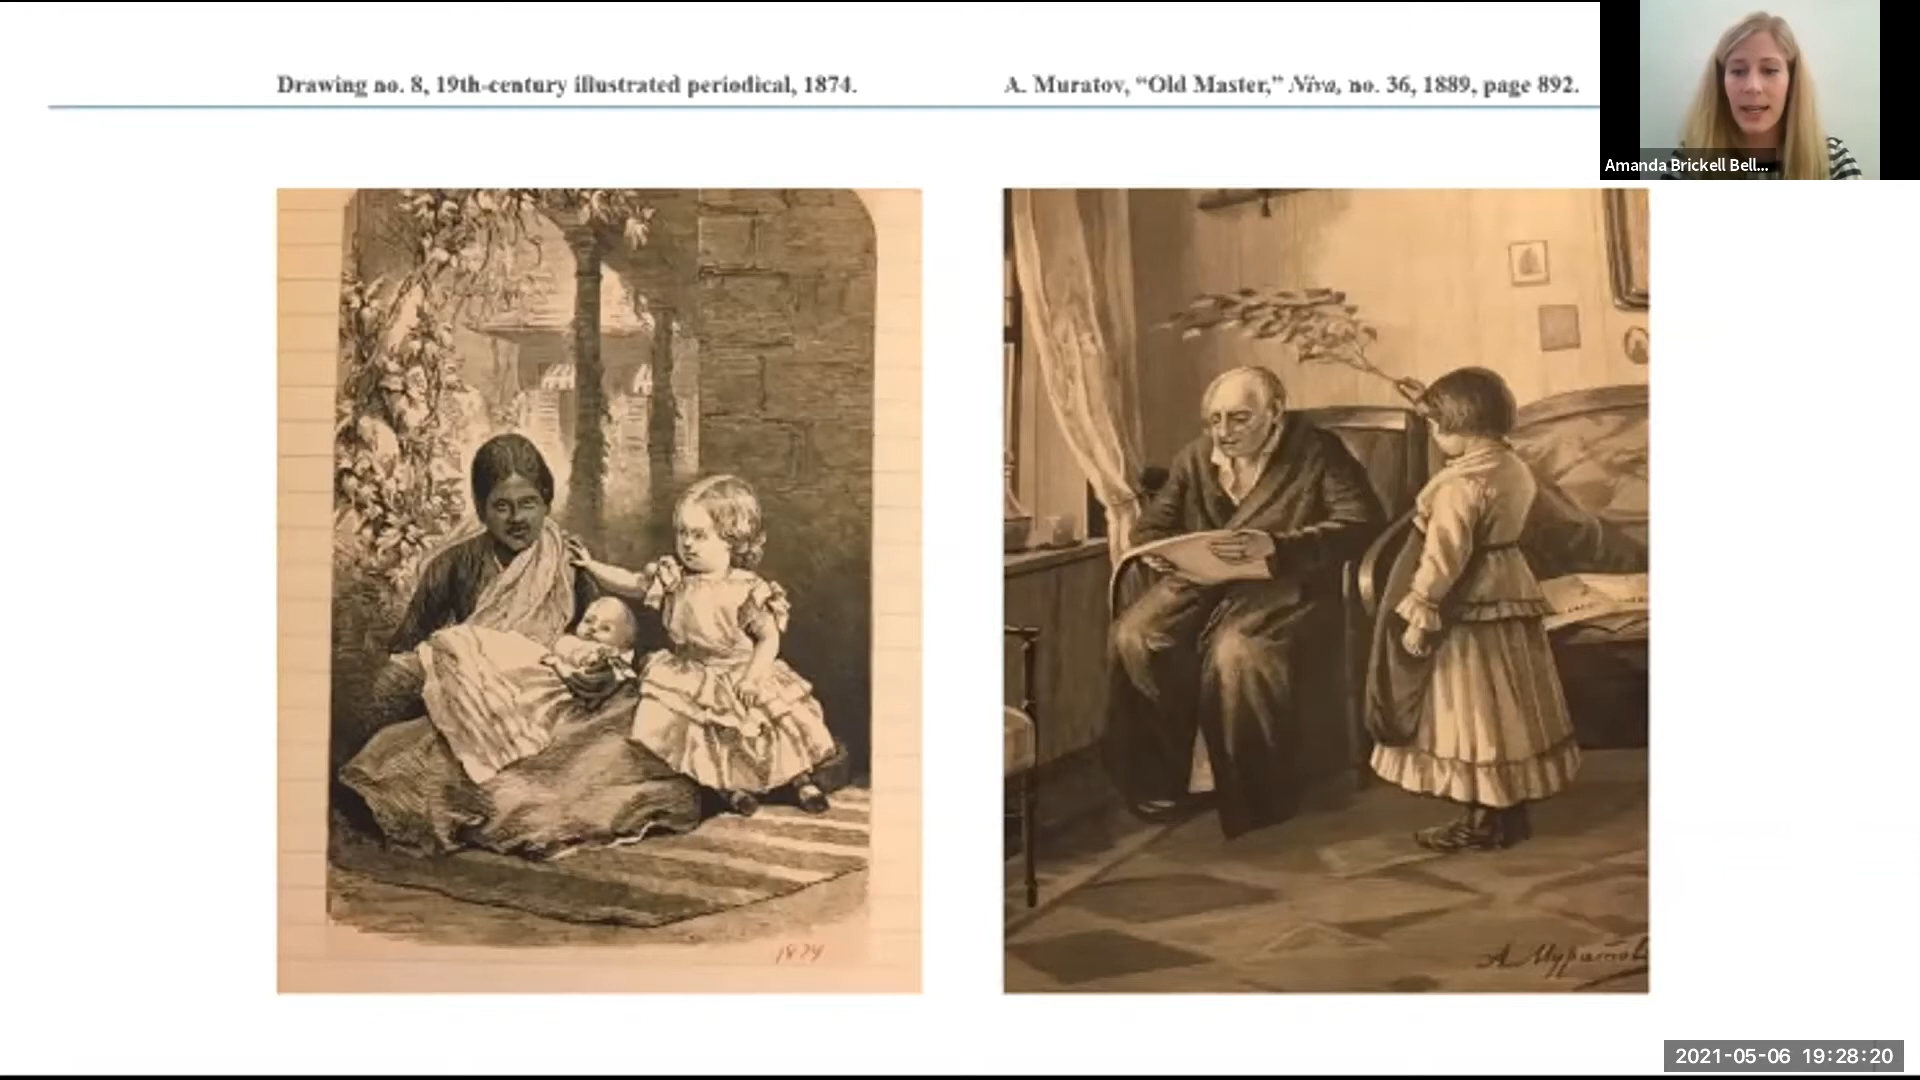 Drawing no. 8, 19th-century illustrated periodical, 1874.
A. Muratov, “Old Master,” Niva, no. 36, 1889, page 892.
Amanda Brickell Bell...
1874
А. Муратовъ
2021-05-06 19:28:20